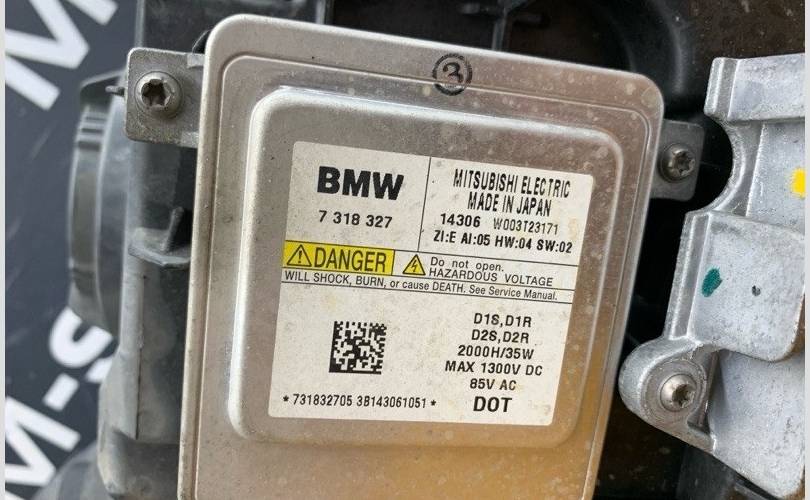 3
BMW
7 318 327
MITSUBISHI ELECTRIC
MADE IN JAPAN
14306 W003T23171
ZI:E AI:05 HW:04 SW:02
DANGER
Do not open.
HAZARDOUS VOLTAGE
WILL SHOCK, BURN, or cause DEATH. See Service Manual.
D1S,D1R
D2S,D2R
2000H/35W
MAX 1300V DC
85V AC
*731832705 3B143061051*
DOT
M-S